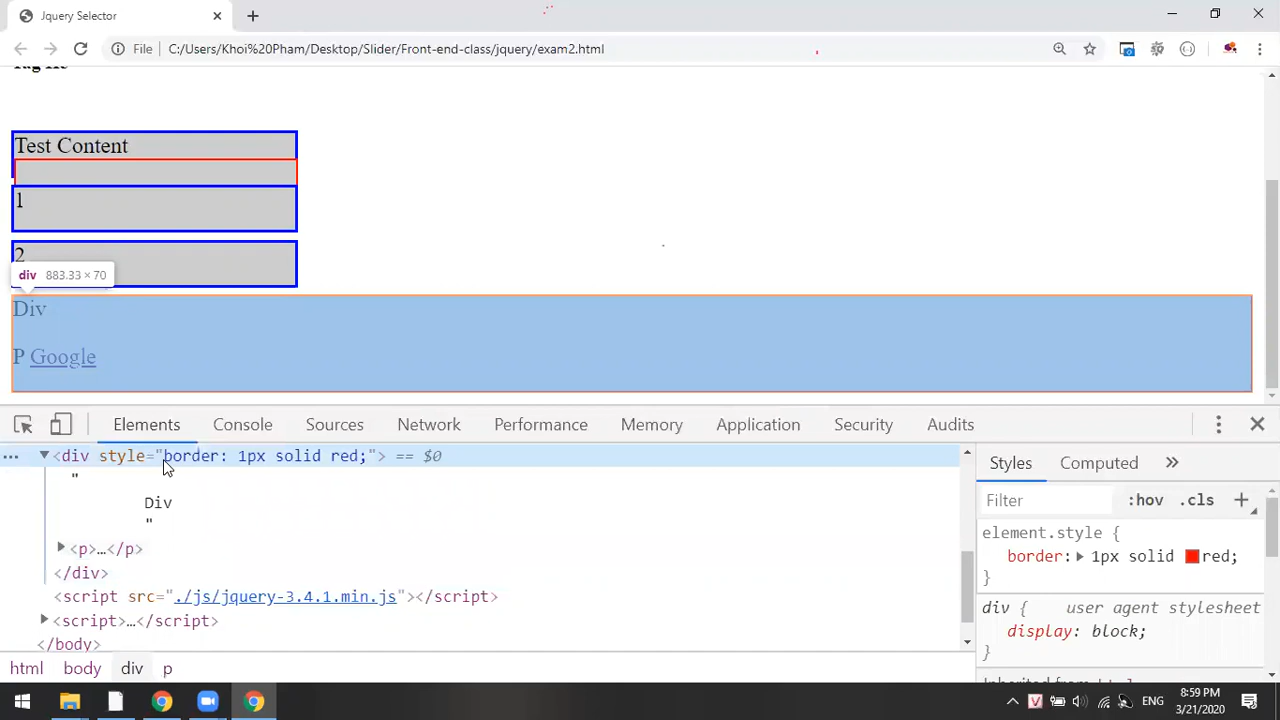 Jquery Selector
File
C:/Users/Khoi%20Pham/Desktop/Slider/Front-end-class/jquery/exam2.html
Test Content
1
2
div 883.33 × 70
Div
P Google
Elements Console Sources Network Performance Memory Application Security Audits
<div style="border: 1px solid red;"> == $0
"
Div
"
<p>…</p>
</div>
<script src="./js/jquery-3.4.1.min.js"></script>
<script>…</script>
</body>
html body div p
Styles Computed
Filter :hov .cls
element.style {
border: 1px solid red;
}
div { user agent stylesheet
display: block;
}
Inherited from html
ENG
8:59 PM
3/21/2020